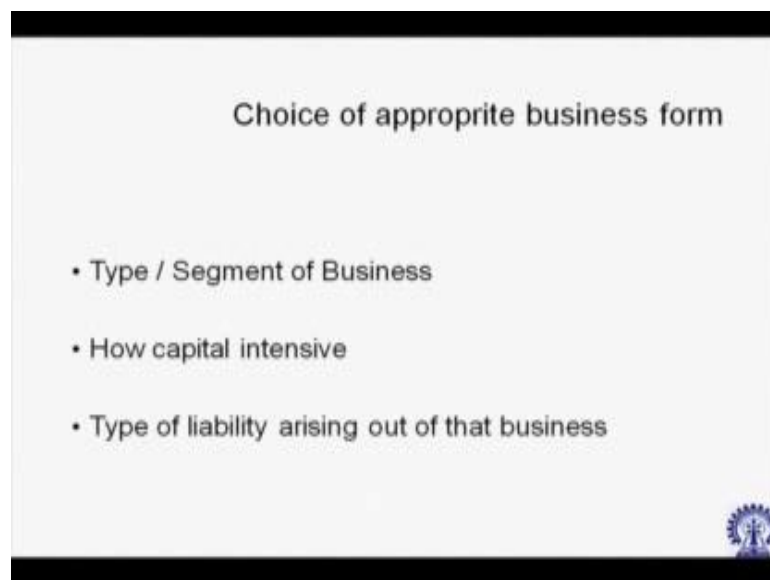 Choice of approprite business form
• Type / Segment of Business
• How capital intensive
• Type of liability arising out of that business